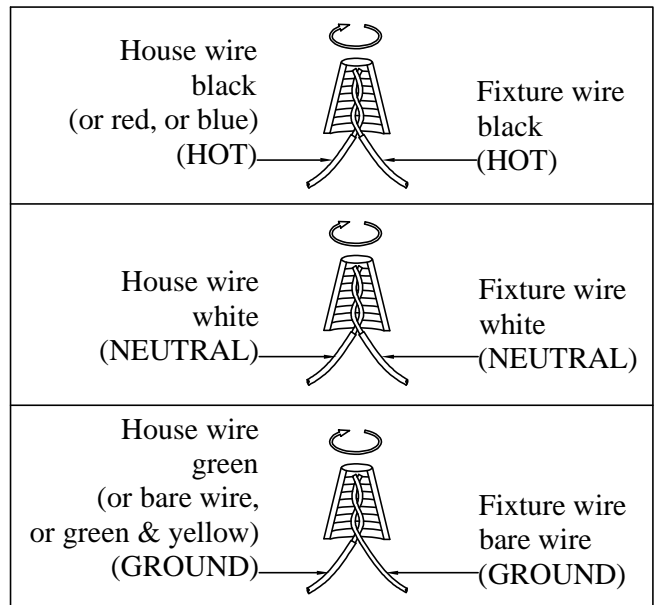 House wire
black
(or red, or blue)
(HOT)
Fixture wire
black
(HOT)
House wire
white
(NEUTRAL)
Fixture wire
white
(NEUTRAL)
House wire
green
(or bare wire,
or green & yellow)
(GROUND)
Fixture wire
bare wire
(GROUND)